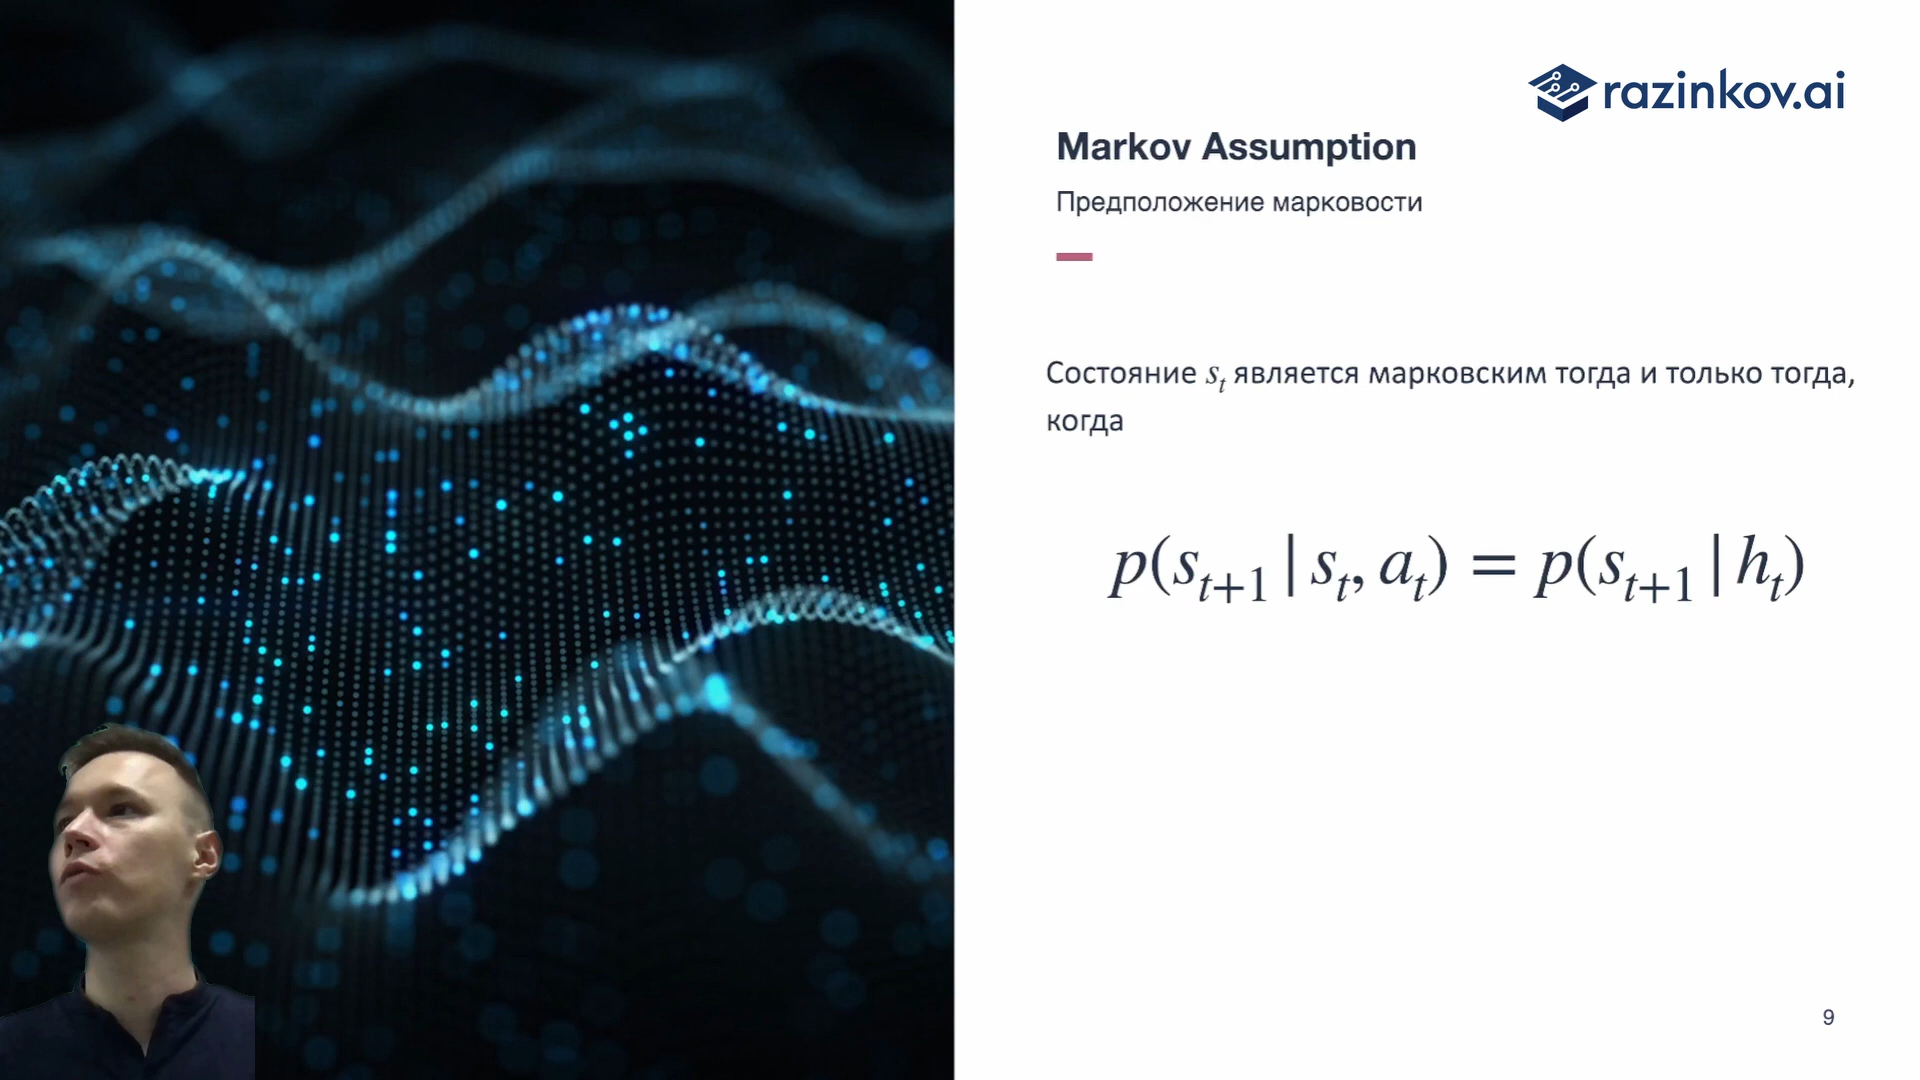 razinkov.ai
Markov Assumption
Предположение марковости
Состояние s_t является марковским тогда и только тогда,
когда
p(s_{t+1} | s_t, a_t) = p(s_{t+1} | h_t)
9